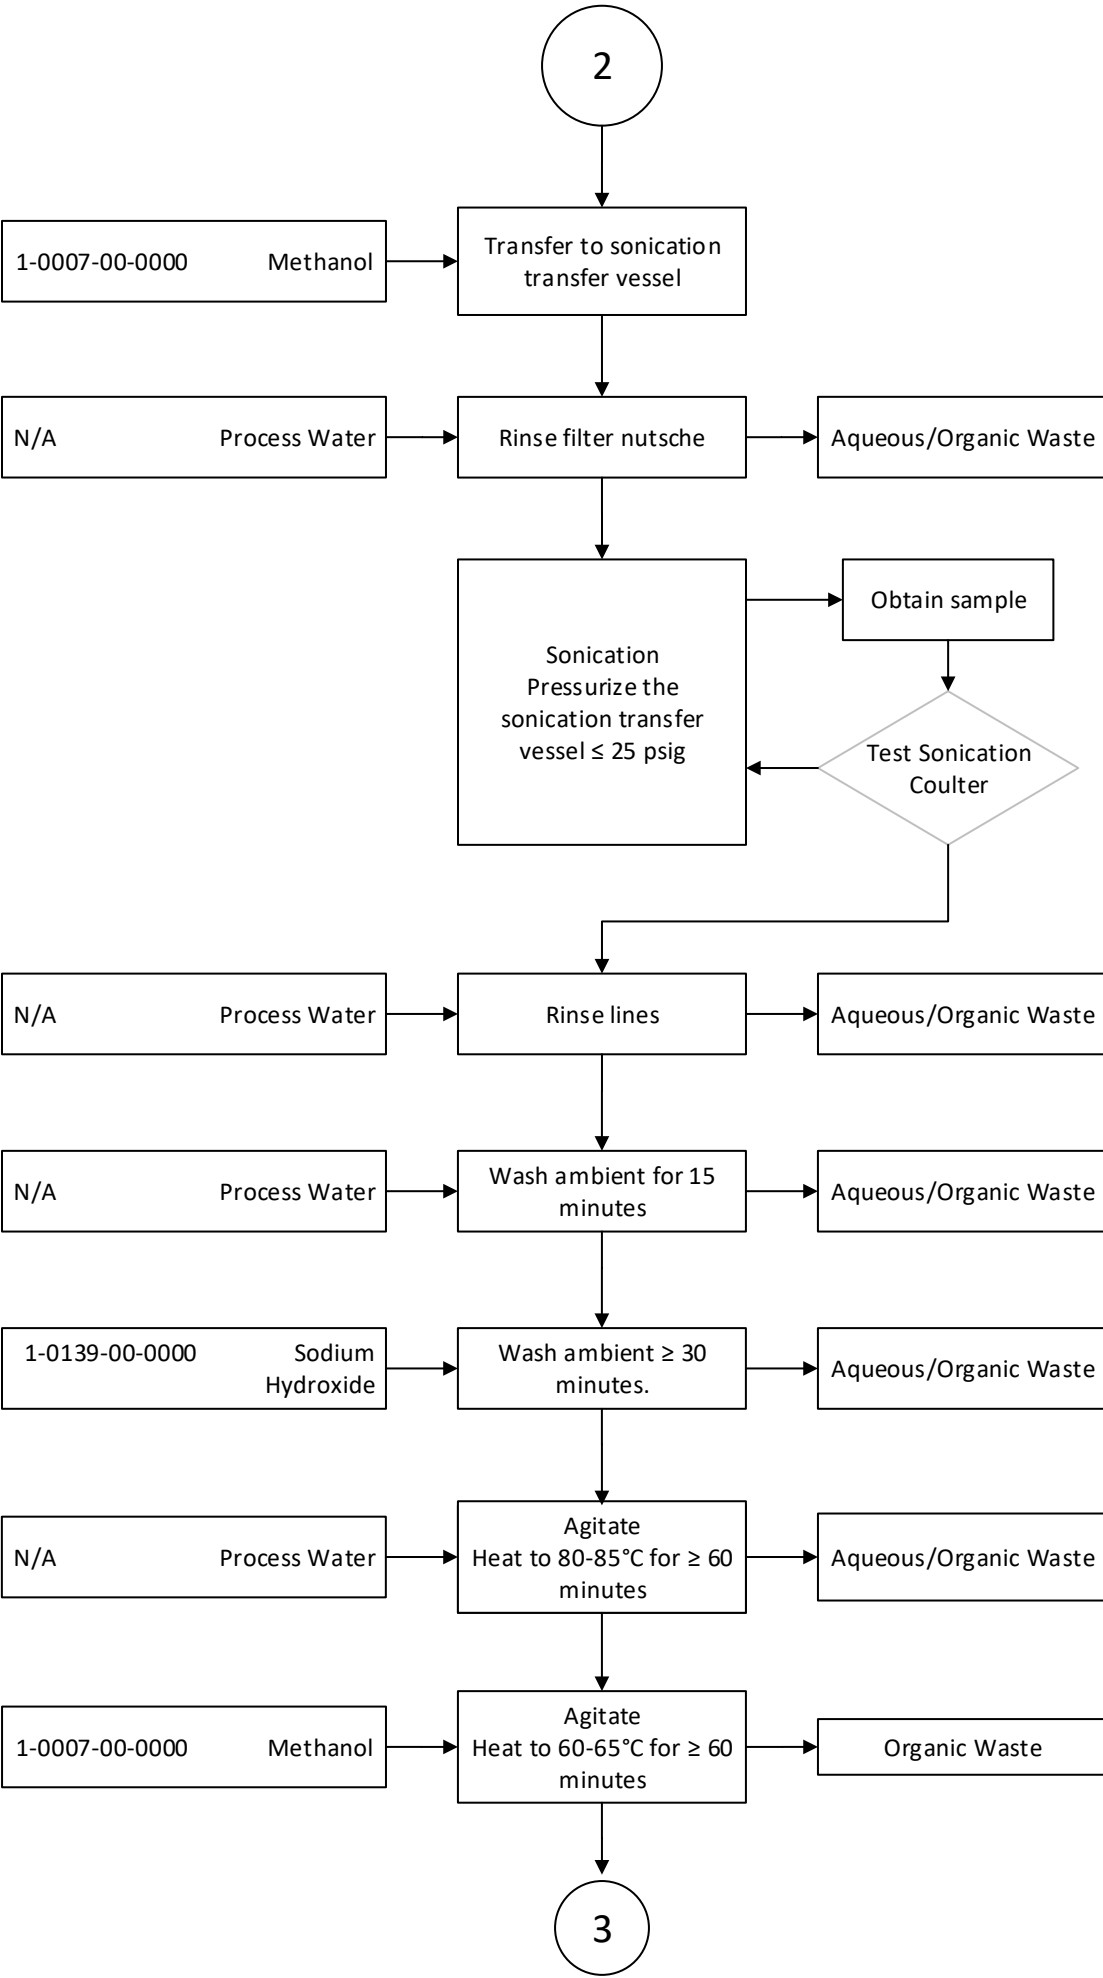 2
1-0007-00-0000 Methanol
Transfer to sonication
transfer vessel
N/A Process Water
Rinse filter nutsche
Aqueous/Organic Waste
Sonication
Pressurize the
sonication transfer
vessel ≤ 25 psig
Obtain sample
Test Sonication
Coulter
N/A Process Water
Rinse lines
Aqueous/Organic Waste
N/A Process Water
Wash ambient for 15
minutes
Aqueous/Organic Waste
1-0139-00-0000 Sodium
Hydroxide
Wash ambient ≥ 30
minutes.
Aqueous/Organic Waste
N/A Process Water
Agitate
Heat to 80-85°C for ≥ 60
minutes
Aqueous/Organic Waste
1-0007-00-0000 Methanol
Agitate
Heat to 60-65°C for ≥ 60
minutes
Organic Waste
3